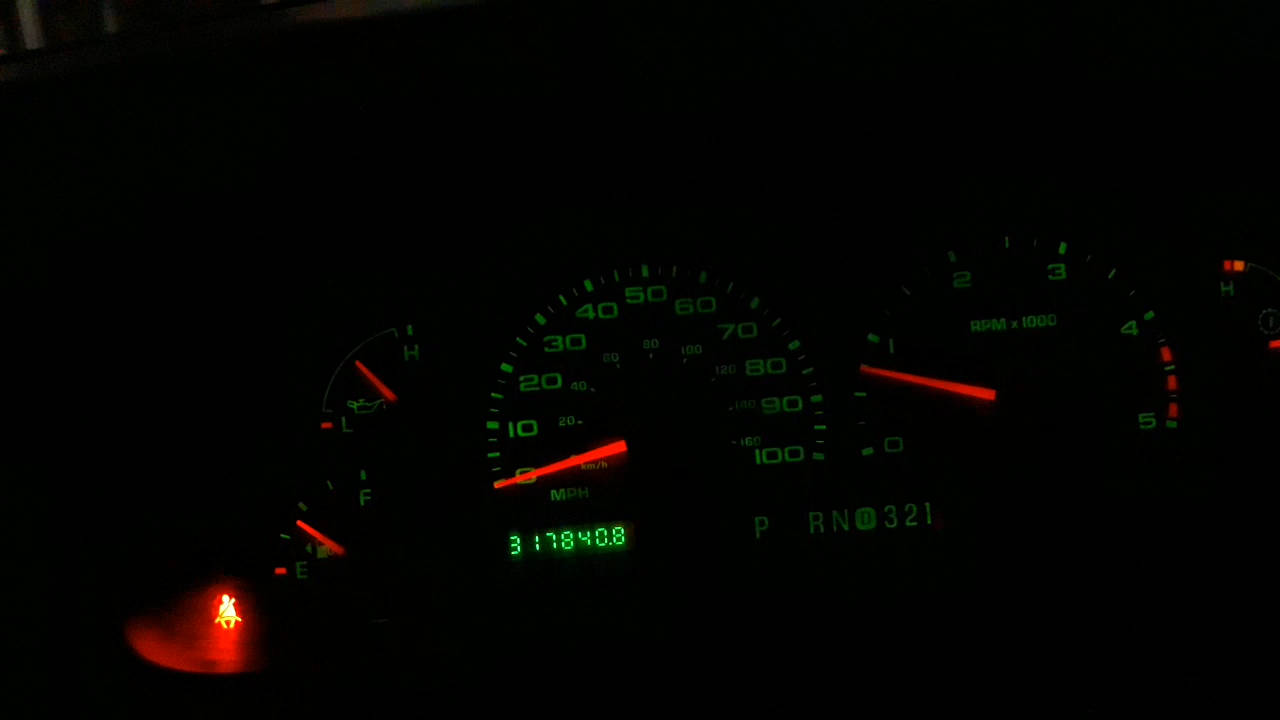 H
L
F
E
0 10 20 30 40 50 60 70 80 90 100
20 40 60 80 100 120 140 160
km/h
MPH
317840.8
0 1 2 3 4 5
RPM x 1000
P RND321
H